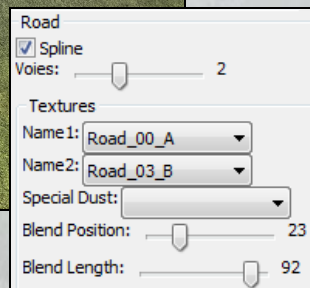 Road
Spline
Voies: 2
Textures
Name1: Road_00_A
Name2: Road_03_B
Special Dust:
Blend Position: 23
Blend Length: 92